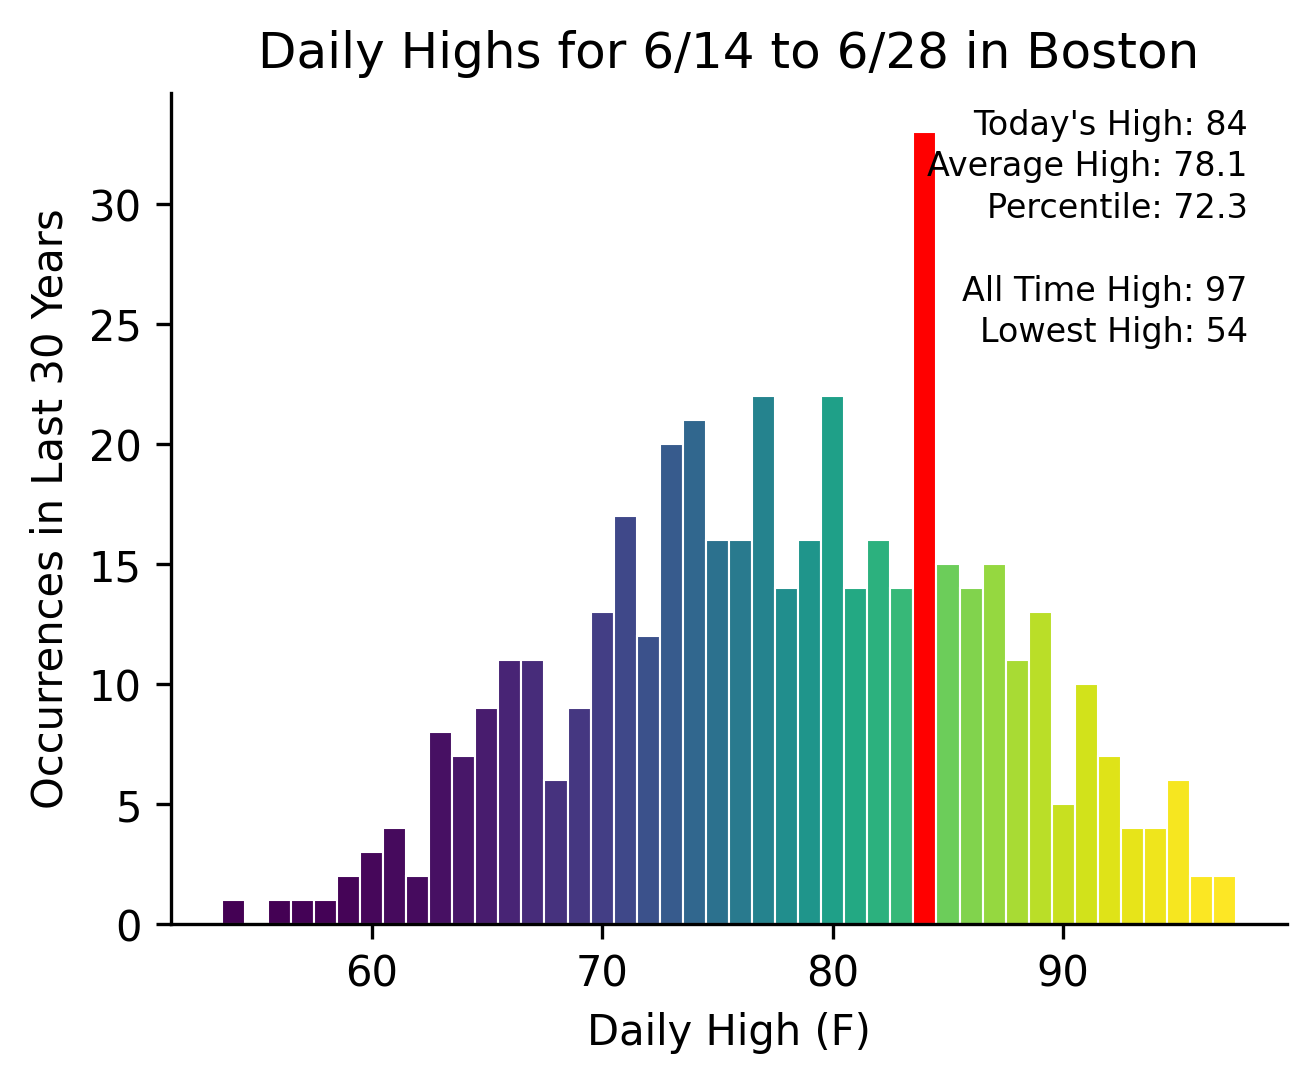 Daily Highs for 6/14 to 6/28 in Boston
Today's High: 84
Average High: 78.1
Percentile: 72.3
All Time High: 97
Lowest High: 54
Occurrences in Last 30 Years
30
25
20
15
10
5
0
60 70 80 90
Daily High (F)